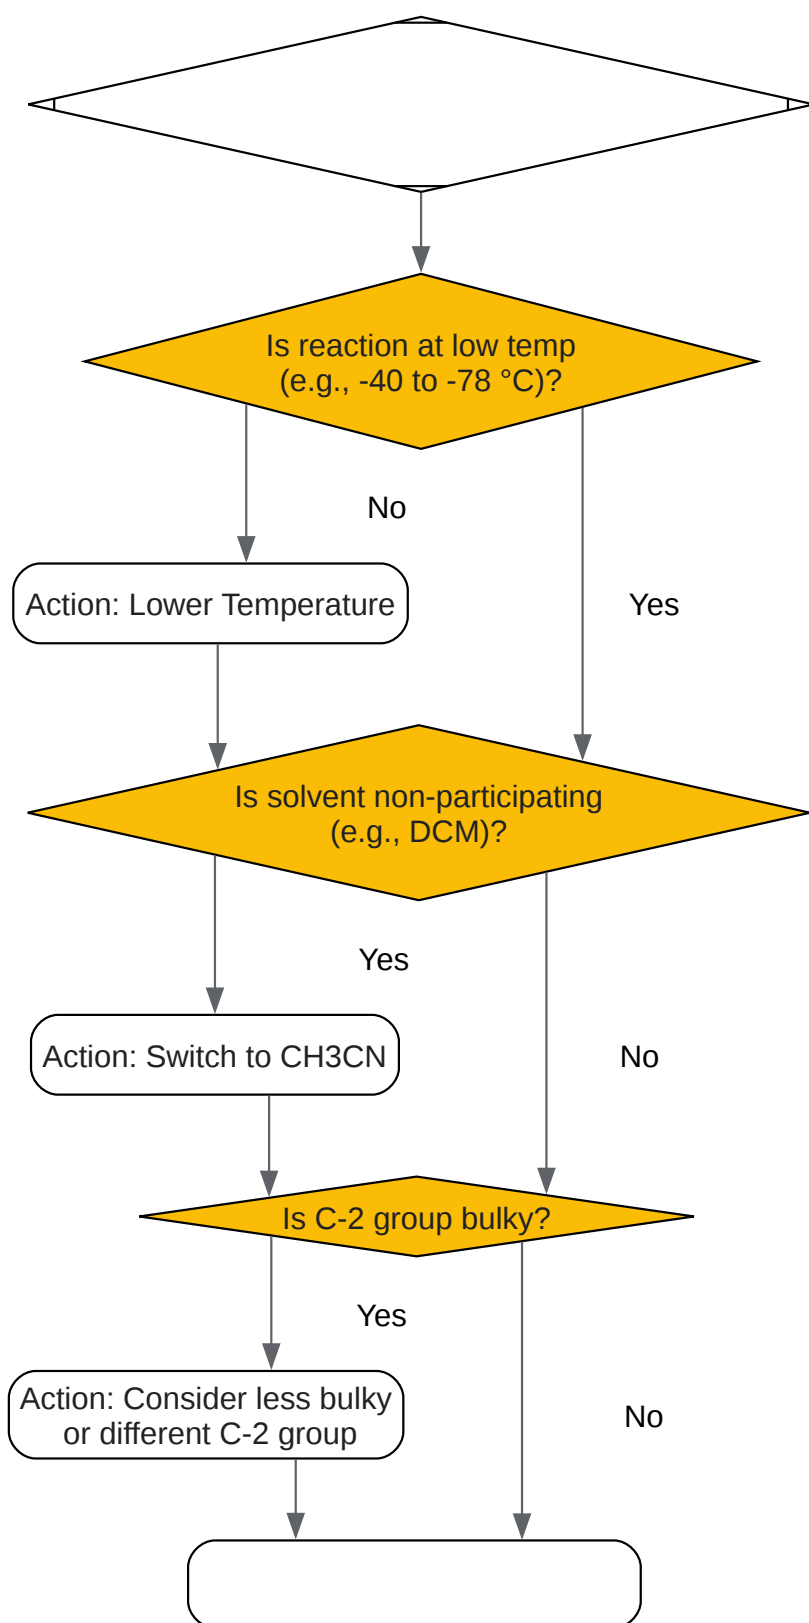 Is reaction at low temp
(e.g., -40 to -78 °C)?
No
Action: Lower Temperature
Yes
Is solvent non-participating
(e.g., DCM)?
Yes
Action: Switch to CH3CN
No
Is C-2 group bulky?
Yes
Action: Consider less bulky
or different C-2 group
No